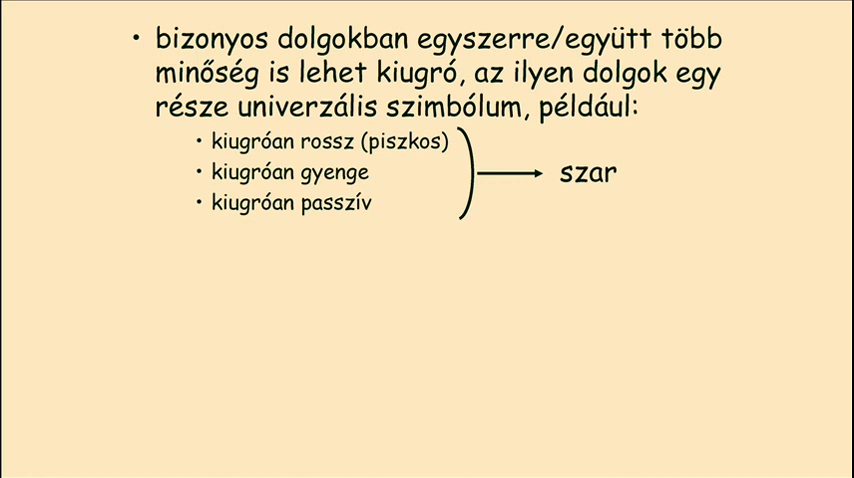 • bizonyos dolgokban egyszerre/együtt több
minőség is lehet kiugró, az ilyen dolgok egy
része univerzális szimbólum, például:
• kiugróan rossz (piszkos)
• kiugróan gyenge
• kiugróan passzív
szar